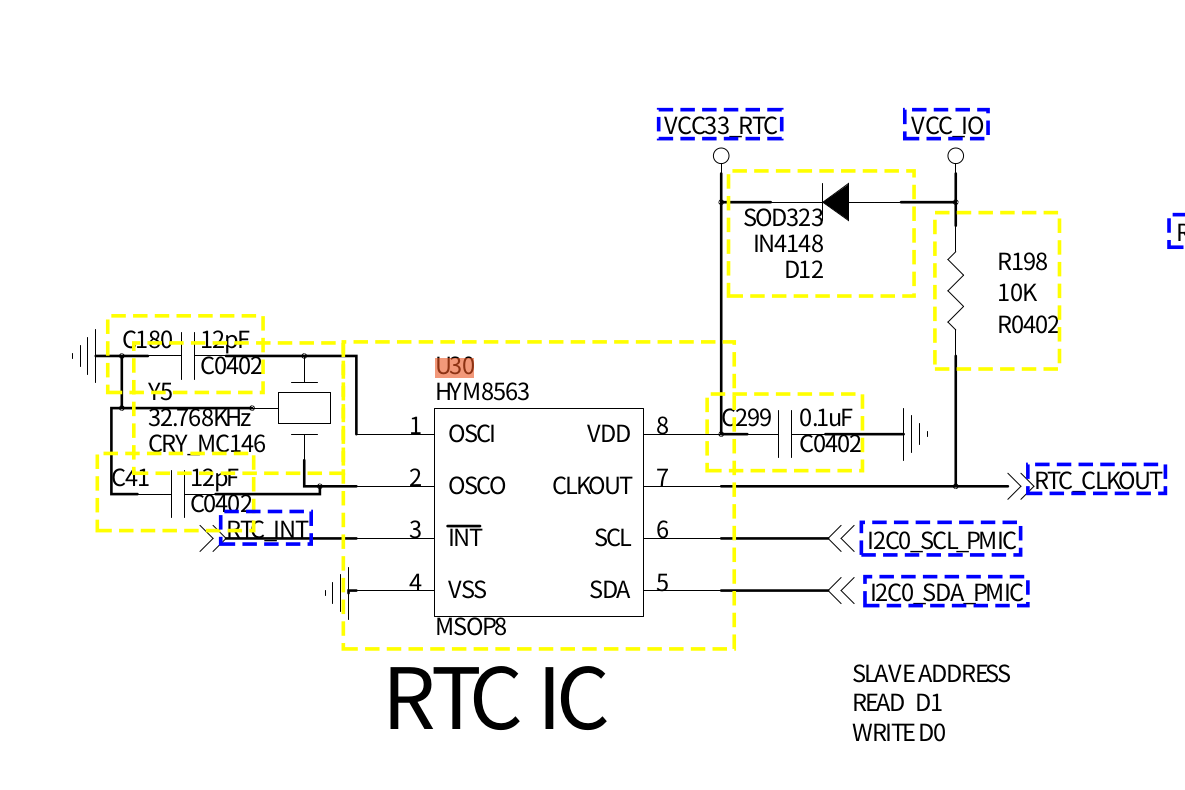 VCC33_RTC
VCC_IO
SOD323
IN4148
D12
R198
10K
R0402
C180
12pF
C0402
Y5
32.768KHz
CRY_MC146
C41
12pF
C0402
RTC_INT
U30
HYM8563
1
OSCI
VDD
8
2
OSCO
CLKOUT
7
3
INT
SCL
6
4
VSS
SDA
5
MSOP8
C299
0.1uF
C0402
RTC_CLKOUT
I2C0_SCL_PMIC
I2C0_SDA_PMIC
RTC IC
SLAVE ADDRESS
READ D1
WRITE D0